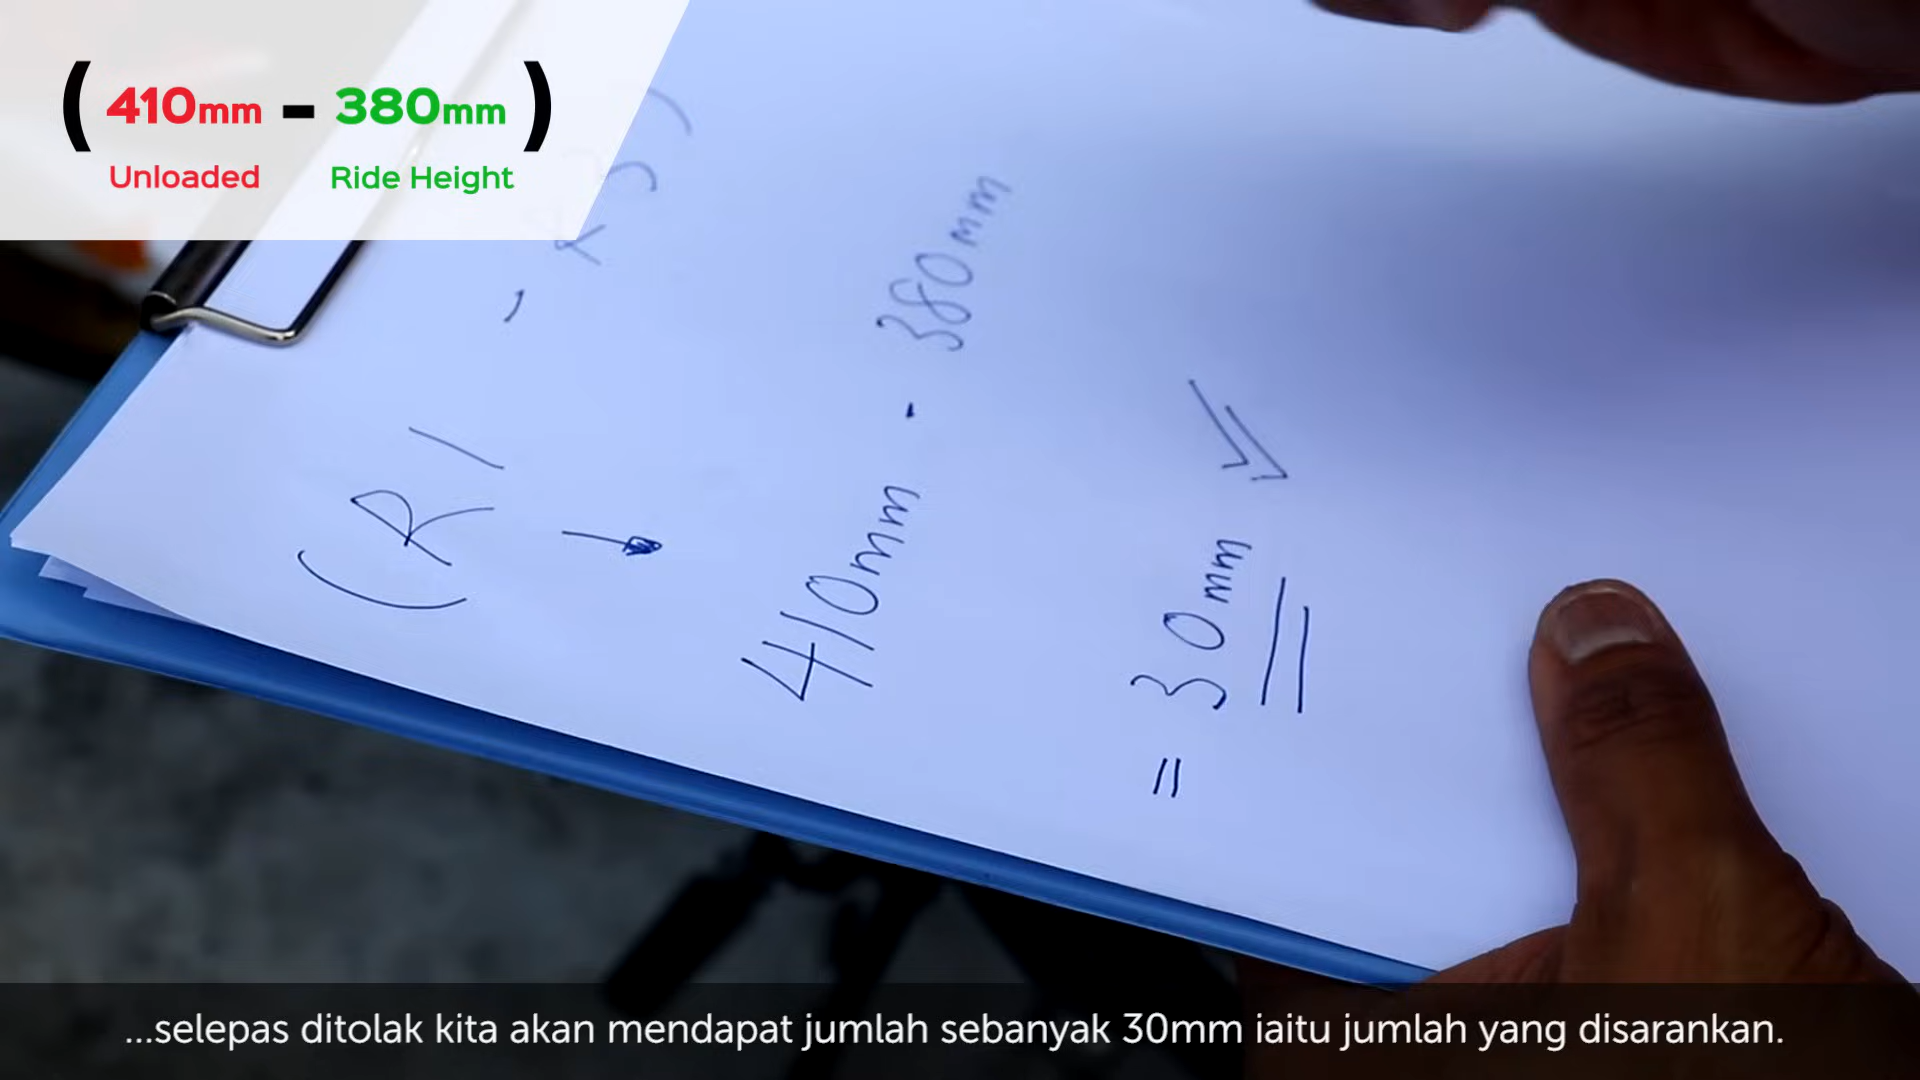 ( 410mm - 380mm )
Unloaded Ride Height
(R1 - R3)
410mm - 380mm
= 30mm
...selepas ditolak kita akan mendapat jumlah sebanyak 30mm iaitu jumlah yang disarankan.